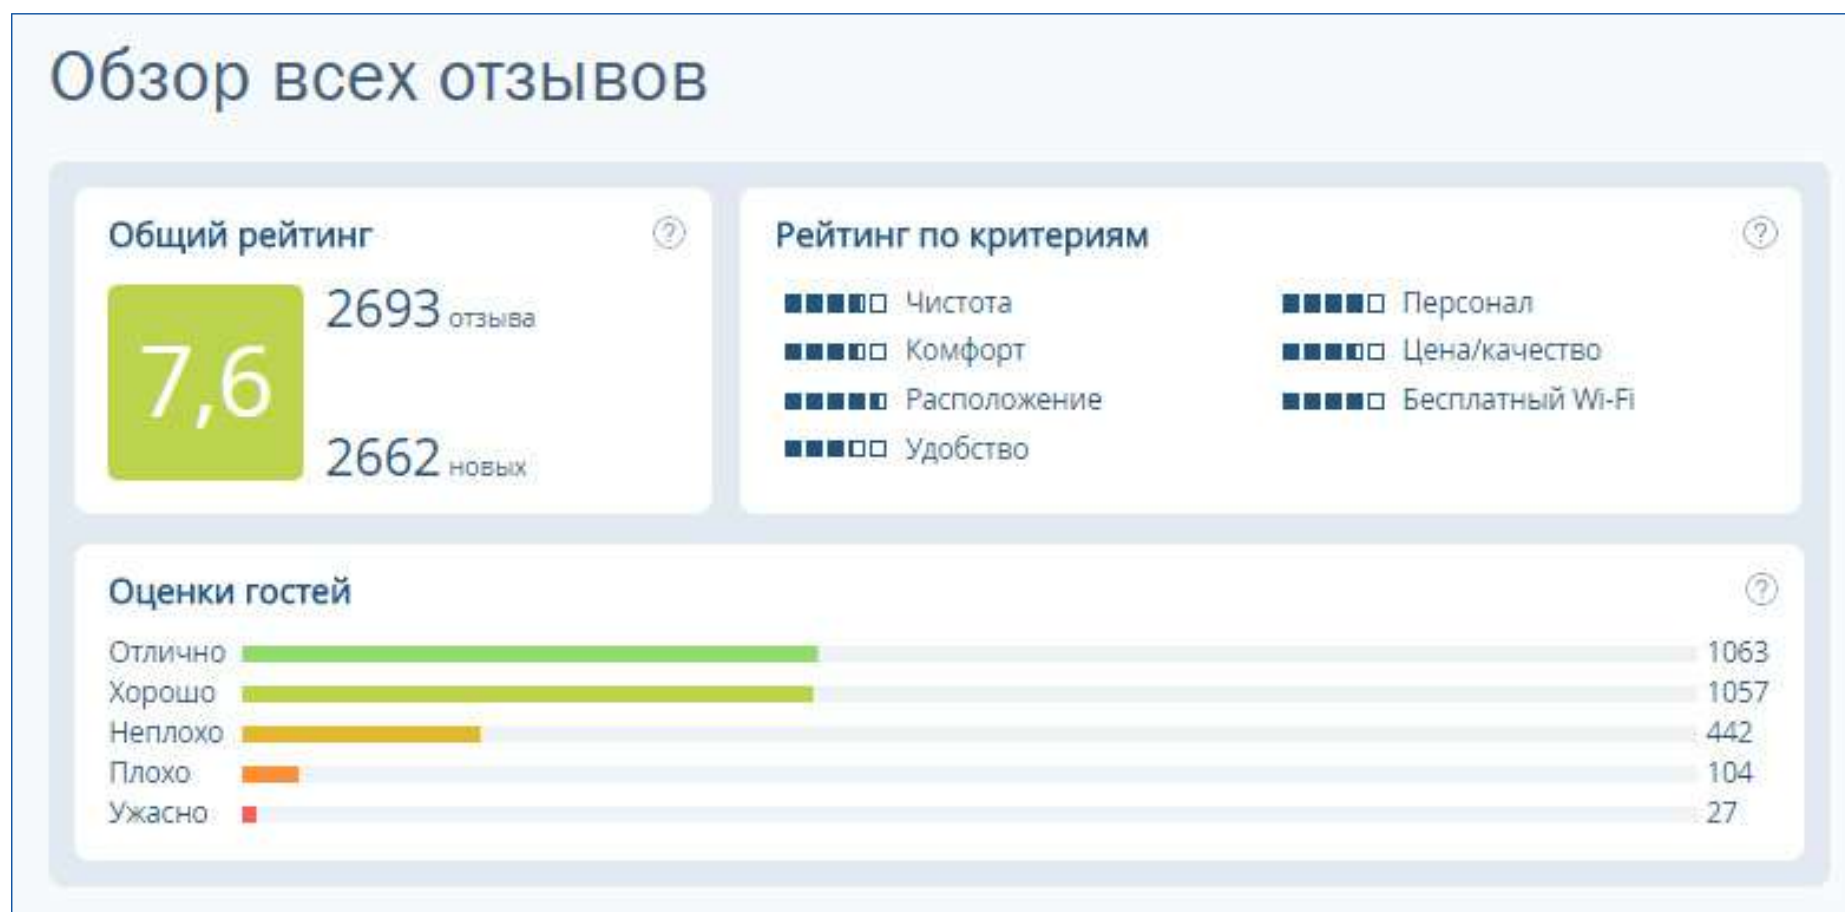 Обзор всех отзывов
Общий рейтинг
?
7,6
2693 отзыва
2662 новых
Рейтинг по критериям
?
Чистота
Комфорт
Расположение
Удобство
Персонал
Цена/качество
Бесплатный Wi-Fi
Оценки гостей
?
Отлично 1063
Хорошо 1057
Неплохо 442
Плохо 104
Ужасно 27